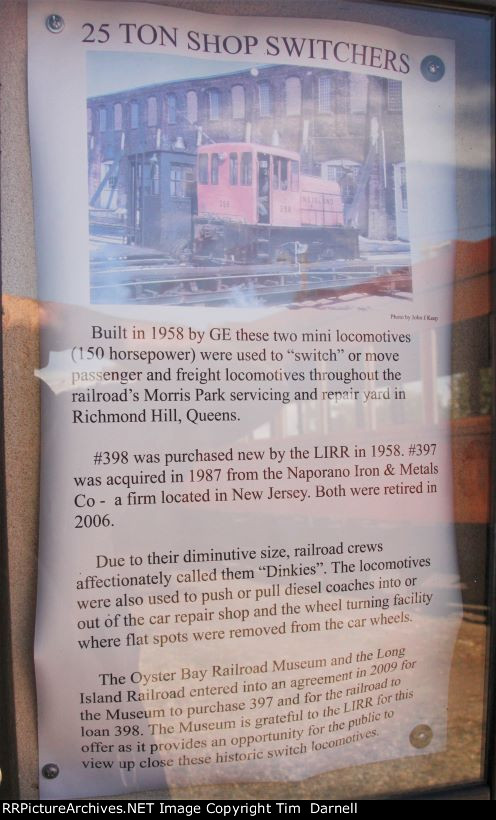 25 TON SHOP SWITCHERS
Photo by John J Keep
Built in 1958 by GE these two mini locomotives
(150 horsepower) were used to “switch” or move
passenger and freight locomotives throughout the
railroad’s Morris Park servicing and repair yard in
Richmond Hill, Queens.
#398 was purchased new by the LIRR in 1958. #397
was acquired in 1987 from the Naporano Iron & Metals
Co - a firm located in New Jersey. Both were retired in
2006.
Due to their diminutive size, railroad crews
affectionately called them “Dinkies”. The locomotives
were also used to push or pull diesel coaches into or
out of the car repair shop and the wheel turning facility
where flat spots were removed from the car wheels.
The Oyster Bay Railroad Museum and the Long
Island Railroad entered into an agreement in 2009 for
the Museum to purchase 397 and for the railroad to
loan 398. The Museum is grateful to the LIRR for this
offer as it provides an opportunity for the public to
view up close these historic switch locomotives.
© RRPictureArchives.NET Image Copyright Tim Darnell